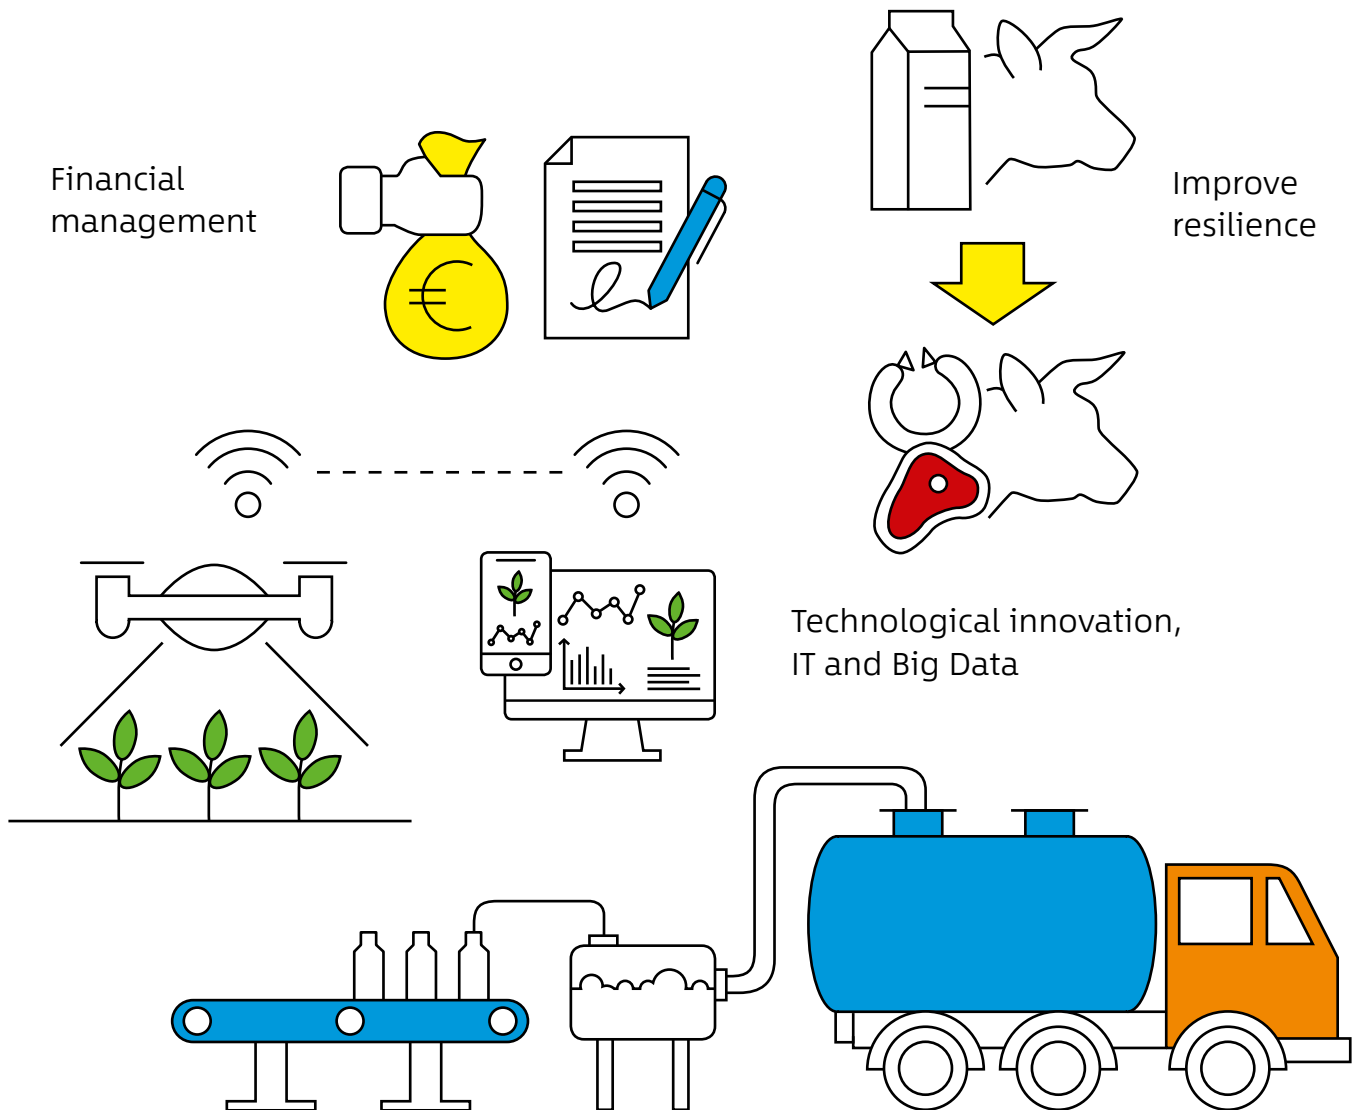 Financial
management
Improve
resilience
€
Technological innovation,
IT and Big Data